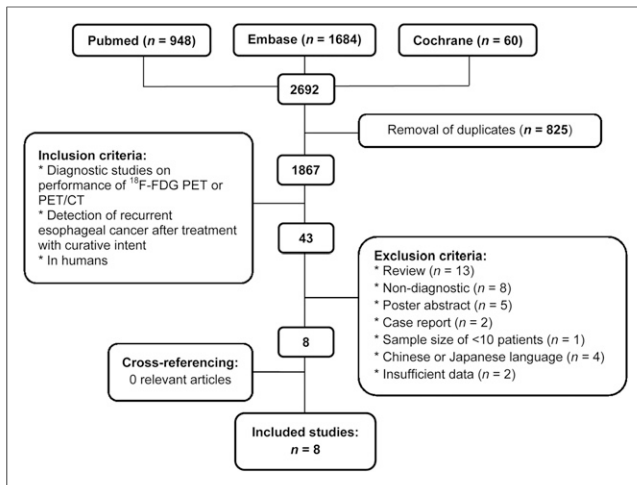 Pubmed (n = 948)
Embase (n = 1684)
Cochrane (n = 60)
2692
Removal of duplicates (n = 825)
1867
Inclusion criteria:
* Diagnostic studies on
performance of ¹⁸F-FDG PET or
PET/CT
* Detection of recurrent
esophageal cancer after treatment
with curative intent
* In humans
43
Exclusion criteria:
* Review (n = 13)
* Non-diagnostic (n = 8)
* Poster abstract (n = 5)
* Case report (n = 2)
* Sample size of <10 patients (n = 1)
* Chinese or Japanese language (n = 4)
* Insufficient data (n = 2)
8
Cross-referencing:
0 relevant articles
Included studies:
n = 8